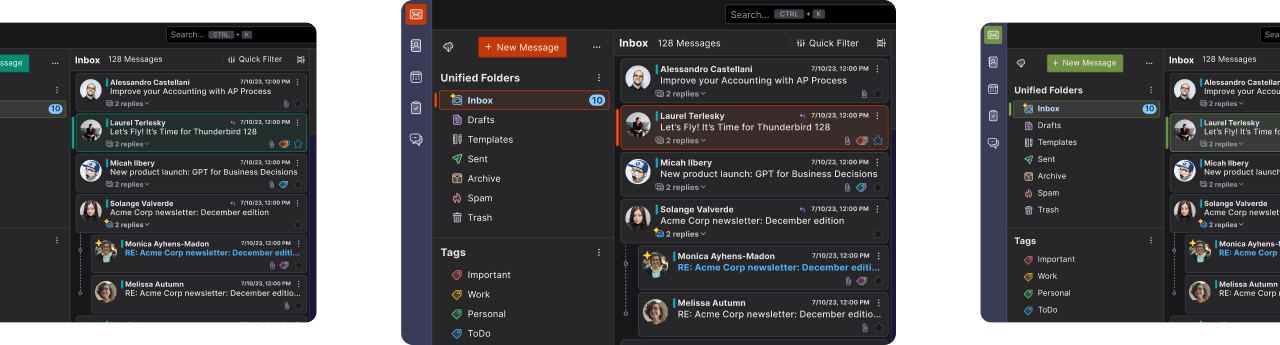 Search... CTRL + K
ssage
Inbox 128 Messages Quick Filter
10
Alessandro Castellani 7/10/23, 12:00 PM
Improve your Accounting with AP Process
2 replies
Laurel Terlesky 7/10/23, 12:00 PM
Let's Fly! It's Time for Thunderbird 128
2 replies
Micah Ilbery 7/10/23, 12:00 PM
New product launch: GPT for Business Decisions
2 replies
Solange Valverde 7/10/23, 12:00 PM
Acme Corp newsletter: December edition
2 replies
Monica Ayhens-Madon 7/10/23, 12:00 PM
RE: Acme Corp newsletter: December editi...
Melissa Autumn 7/10/23, 12:00 PM
RE: Acme Corp newsletter: December editio...
Search... CTRL + K
+ New Message
Unified Folders
Inbox 10
Drafts
Templates
Sent
Archive
Spam
Trash
Tags
Important
Work
Personal
ToDo
Inbox 128 Messages Quick Filter
Alessandro Castellani 7/10/23, 12:00 PM
Improve your Accounting with AP Process
2 replies
Laurel Terlesky 7/10/23, 12:00 PM
Let's Fly! It's Time for Thunderbird 128
2 replies
Micah Ilbery 7/10/23, 12:00 PM
New product launch: GPT for Business Decisions
2 replies
Solange Valverde 7/10/23, 12:00 PM
Acme Corp newsletter: December edition
2 replies
Monica Ayhens-Madon 7/10/23, 12:00 PM
RE: Acme Corp newsletter: December editi...
Melissa Autumn 7/10/23, 12:00 PM
RE: Acme Corp newsletter: December editio...
Sea
+ New Message
Unified Folders
Inbox 10
Drafts
Templates
Sent
Archive
Spam
Trash
Tags
Important
Work
Personal
ToDo
Inbox 128 Messages
Alessandro Castella
Improve your Accou
2 replies
Laurel Terlesky
Let's Fly! It's Time fo
2 replies
Micah Ilbery
New product launch
2 replies
Solange Valverde
Acme Corp newslet
2 replies
Monica Ayhens-M
RE: Acme Corp
Melissa Autumn
RE: Acme Corp n